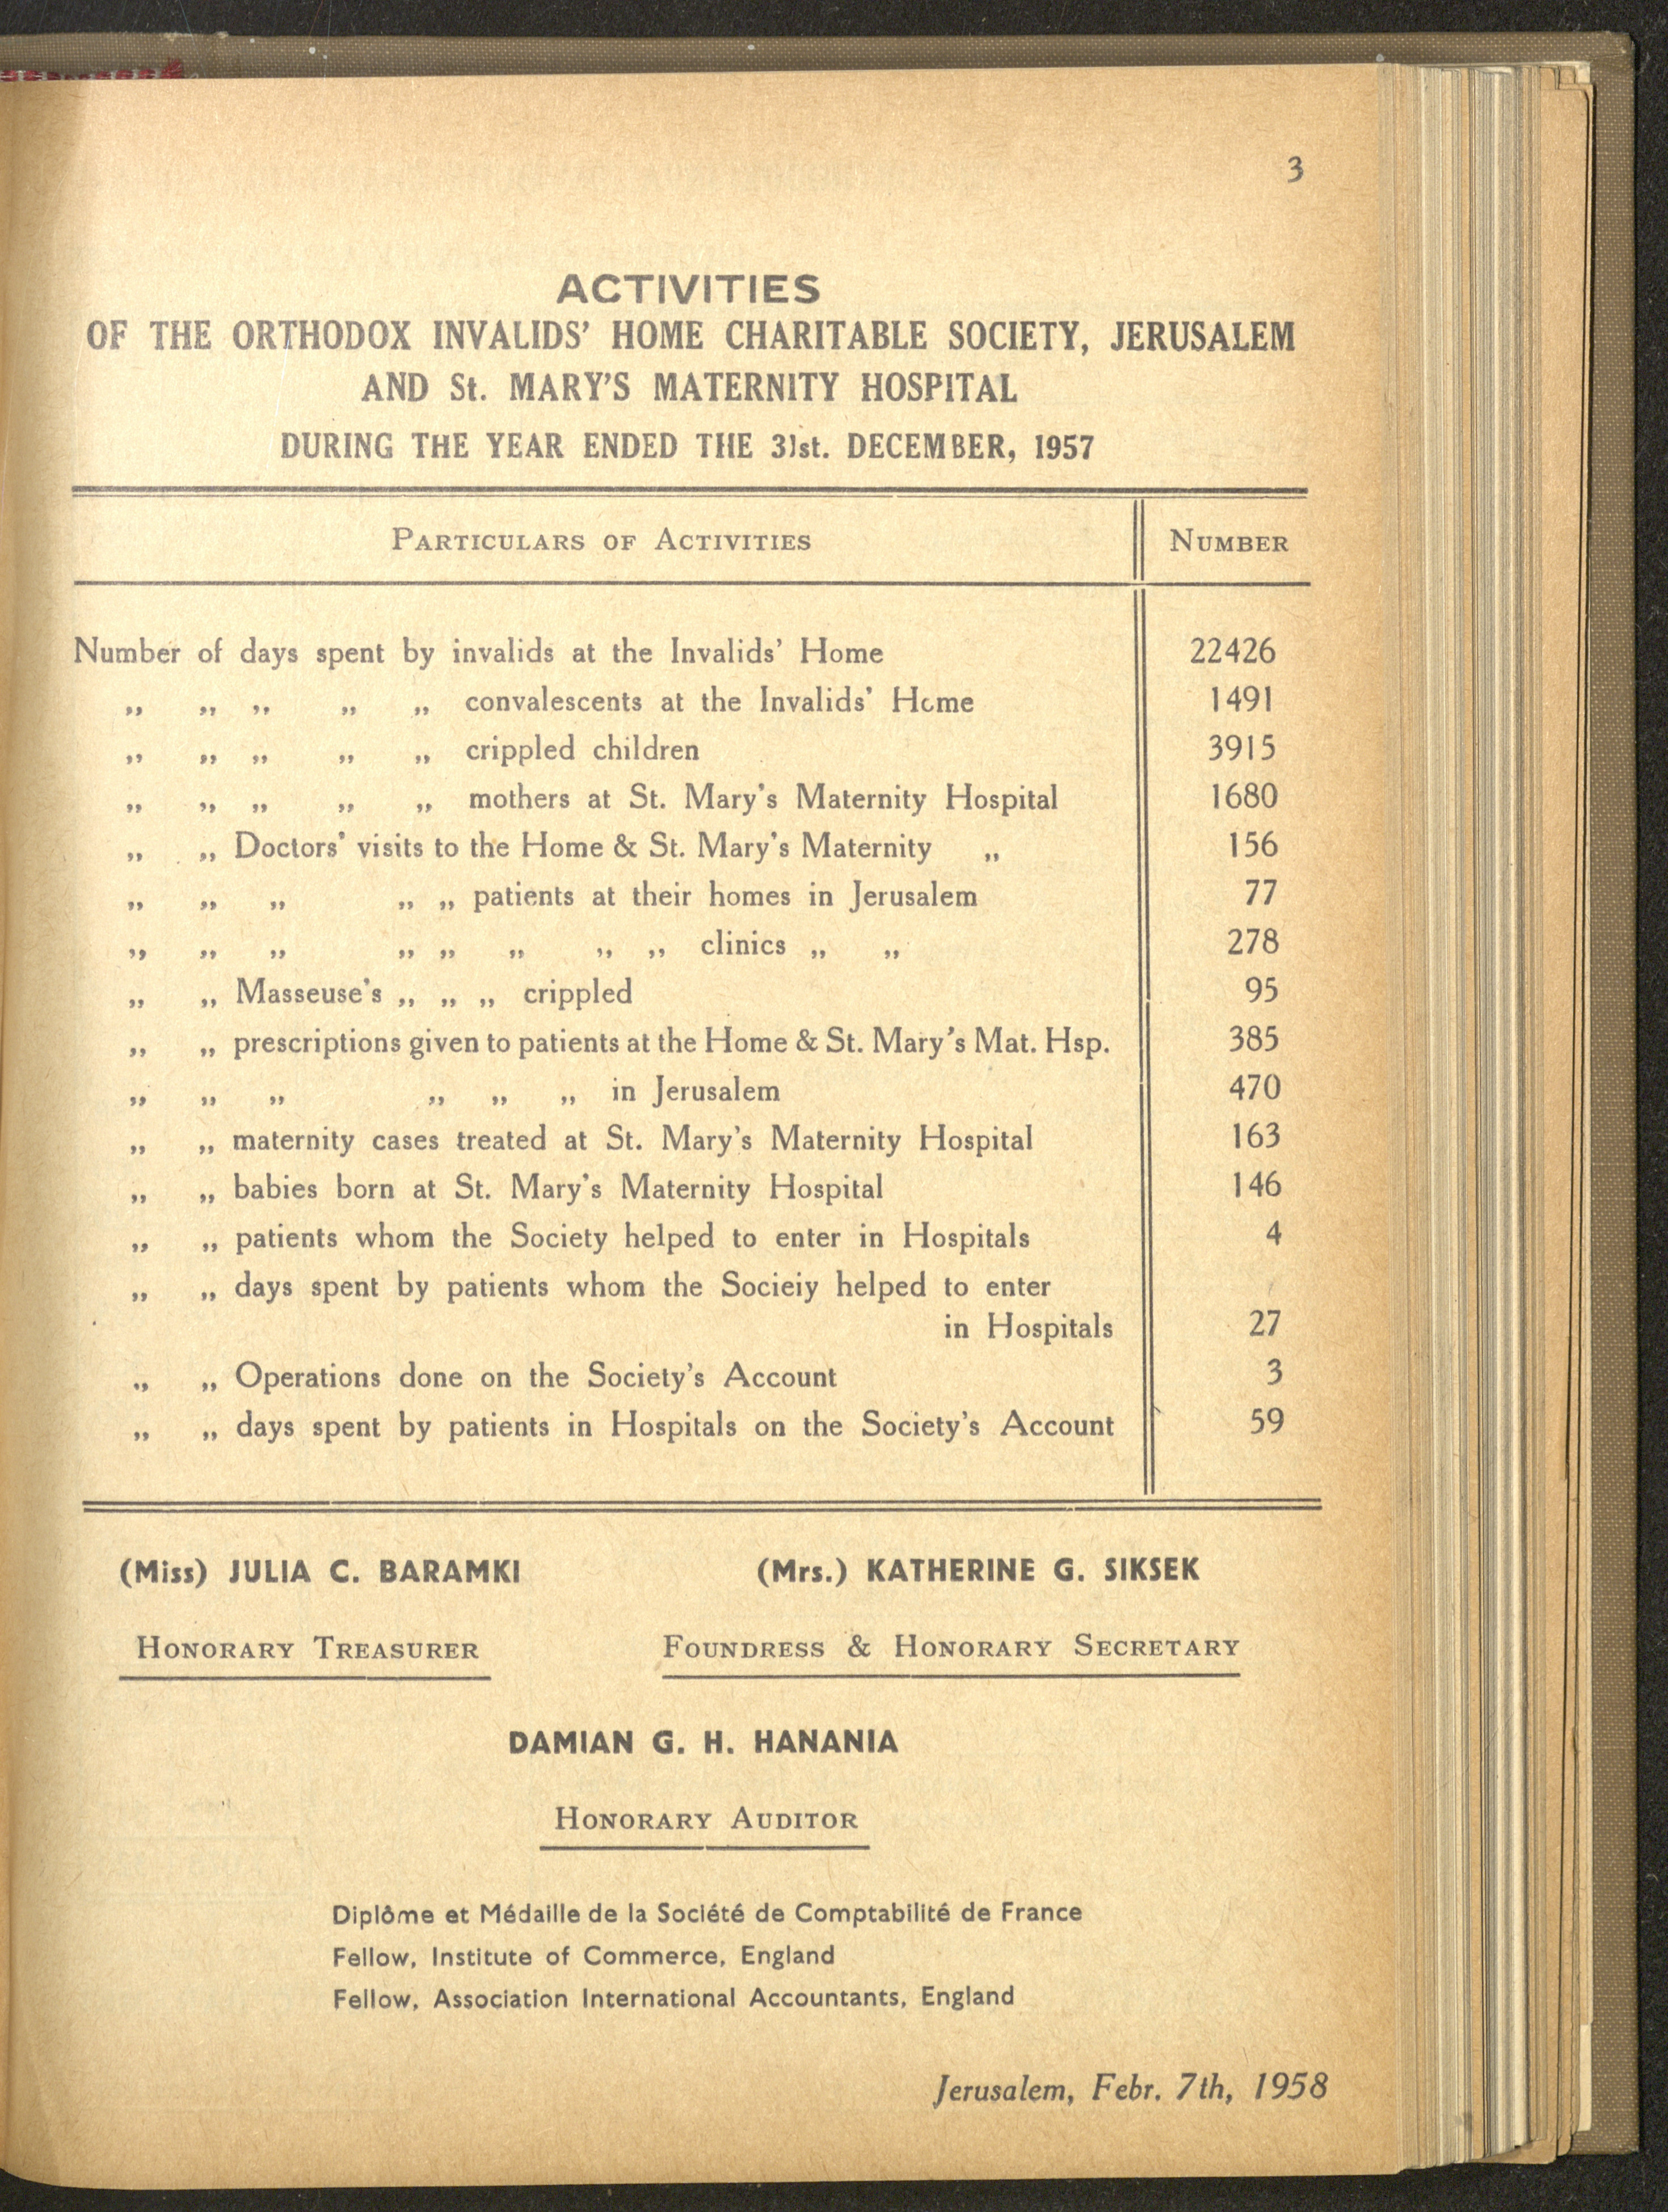 3
ACTIVITIES
OF THE ORTHODOX INVALIDS' HOME CHARITABLE SOCIETY, JERUSALEM
AND St. MARY'S MATERNITY HOSPITAL
DURING THE YEAR ENDED THE 31st. DECEMBER, 1957
PARTICULARS OF ACTIVITIES NUMBER
Number of days spent by invalids at the Invalids' Home 22426
„ „ „ „ „ convalescents at the Invalids' Home 1491
„ „ „ „ „ crippled children 3915
„ „ „ „ „ mothers at St. Mary's Maternity Hospital 1680
„ „ Doctors' visits to the Home & St. Mary's Maternity „ 156
„ „ „ „ „ patients at their homes in Jerusalem 77
„ „ „ „ „ „ „ „ clinics „ „ 278
„ „ Masseuse's „ „ „ crippled 95
„ „ prescriptions given to patients at the Home & St. Mary's Mat. Hsp. 385
„ „ „ „ „ „ in Jerusalem 470
„ „ maternity cases treated at St. Mary's Maternity Hospital 163
„ „ babies born at St. Mary's Maternity Hospital 146
„ „ patients whom the Society helped to enter in Hospitals 4
„ „ days spent by patients whom the Socieiy helped to enter
in Hospitals 27
„ „ Operations done on the Society's Account 3
„ „ days spent by patients in Hospitals on the Society's Account 59
(Miss) JULIA C. BARAMKI (Mrs.) KATHERINE G. SIKSEK
HONORARY TREASURER FOUNDRESS & HONORARY SECRETARY
DAMIAN G. H. HANANIA
HONORARY AUDITOR
Diplôme et Médaille de la Société de Comptabilité de France
Fellow, Institute of Commerce, England
Fellow, Association International Accountants, England
Jerusalem, Febr. 7th, 1958